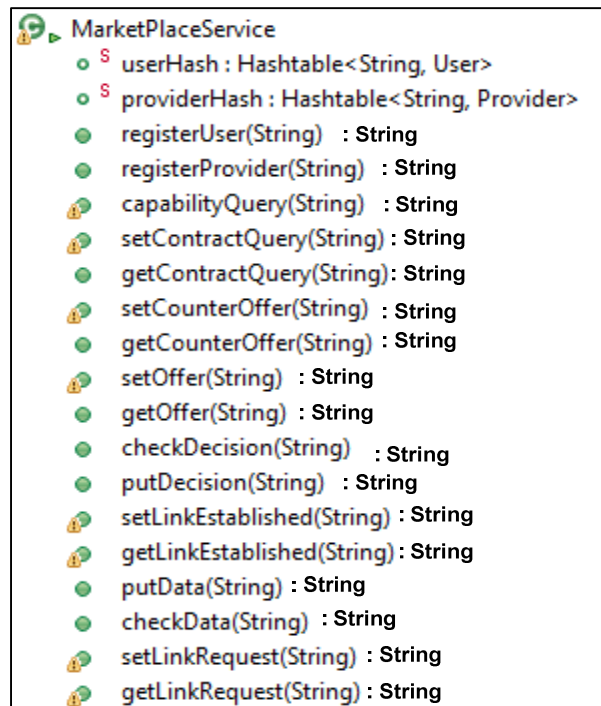 MarketPlaceService
S userHash : Hashtable<String, User>
S providerHash : Hashtable<String, Provider>
registerUser(String) : String
registerProvider(String) : String
capabilityQuery(String) : String
setContractQuery(String) : String
getContractQuery(String): String
setCounterOffer(String) : String
getCounterOffer(String) : String
setOffer(String) : String
getOffer(String) : String
checkDecision(String) : String
putDecision(String) : String
setLinkEstablished(String) : String
getLinkEstablished(String) : String
putData(String) : String
checkData(String) : String
setLinkRequest(String) : String
getLinkRequest(String) : String